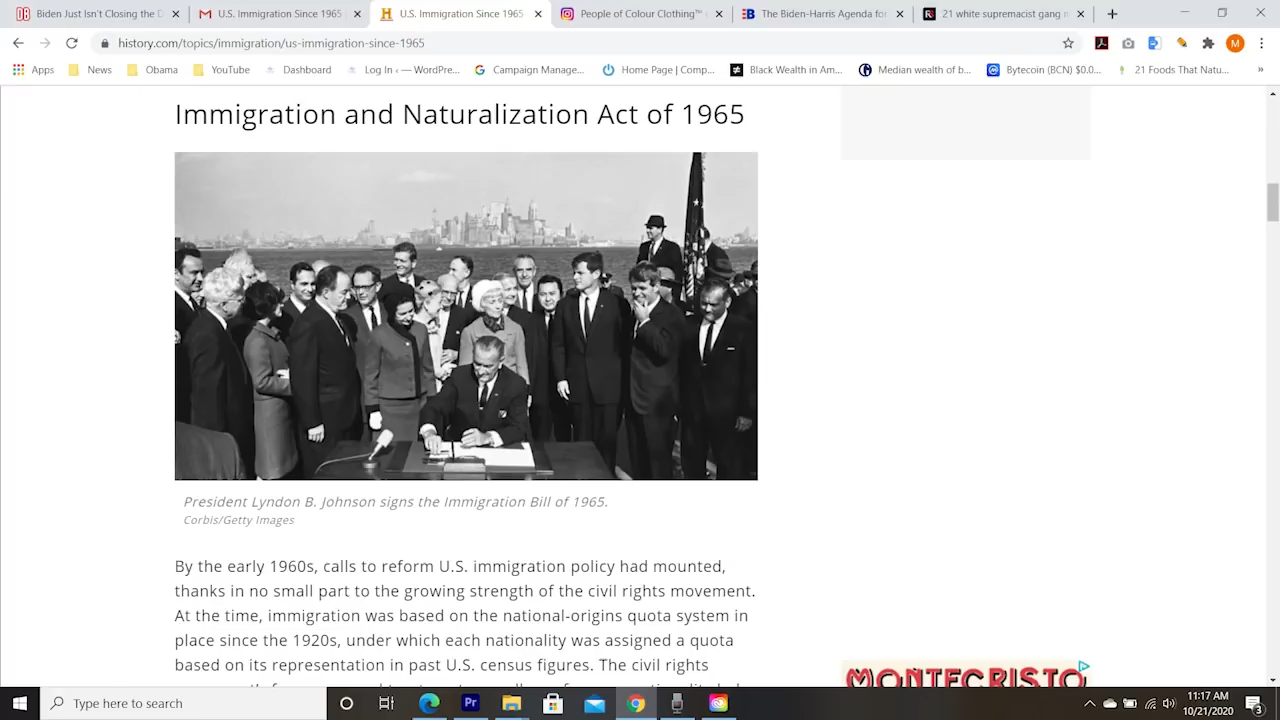 Biden Just Isn't Closing the D
U.S. Immigration Since 1965
U.S. Immigration Since 1965
People of Colour Clothing™
The Biden-Harris Agenda for
21 white supremacist gang
history.com/topics/immigration/us-immigration-since-1965
M
Apps
News
Obama
YouTube
Dashboard
Log In ‹ — WordPre...
Campaign Manage...
Home Page | Comp...
Black Wealth in Am...
Median wealth of b...
Bytecoin (BCN) $0.0...
21 Foods That Natu...
»
Immigration and Naturalization Act of 1965
President Lyndon B. Johnson signs the Immigration Bill of 1965.
Corbis/Getty Images
By the early 1960s, calls to reform U.S. immigration policy had mounted,
thanks in no small part to the growing strength of the civil rights movement.
At the time, immigration was based on the national-origins quota system in
place since the 1920s, under which each nationality was assigned a quota
based on its representation in past U.S. census figures. The civil rights
MONTECRISTO
Type here to search
Pr
11:17 AM
10/21/2020
3